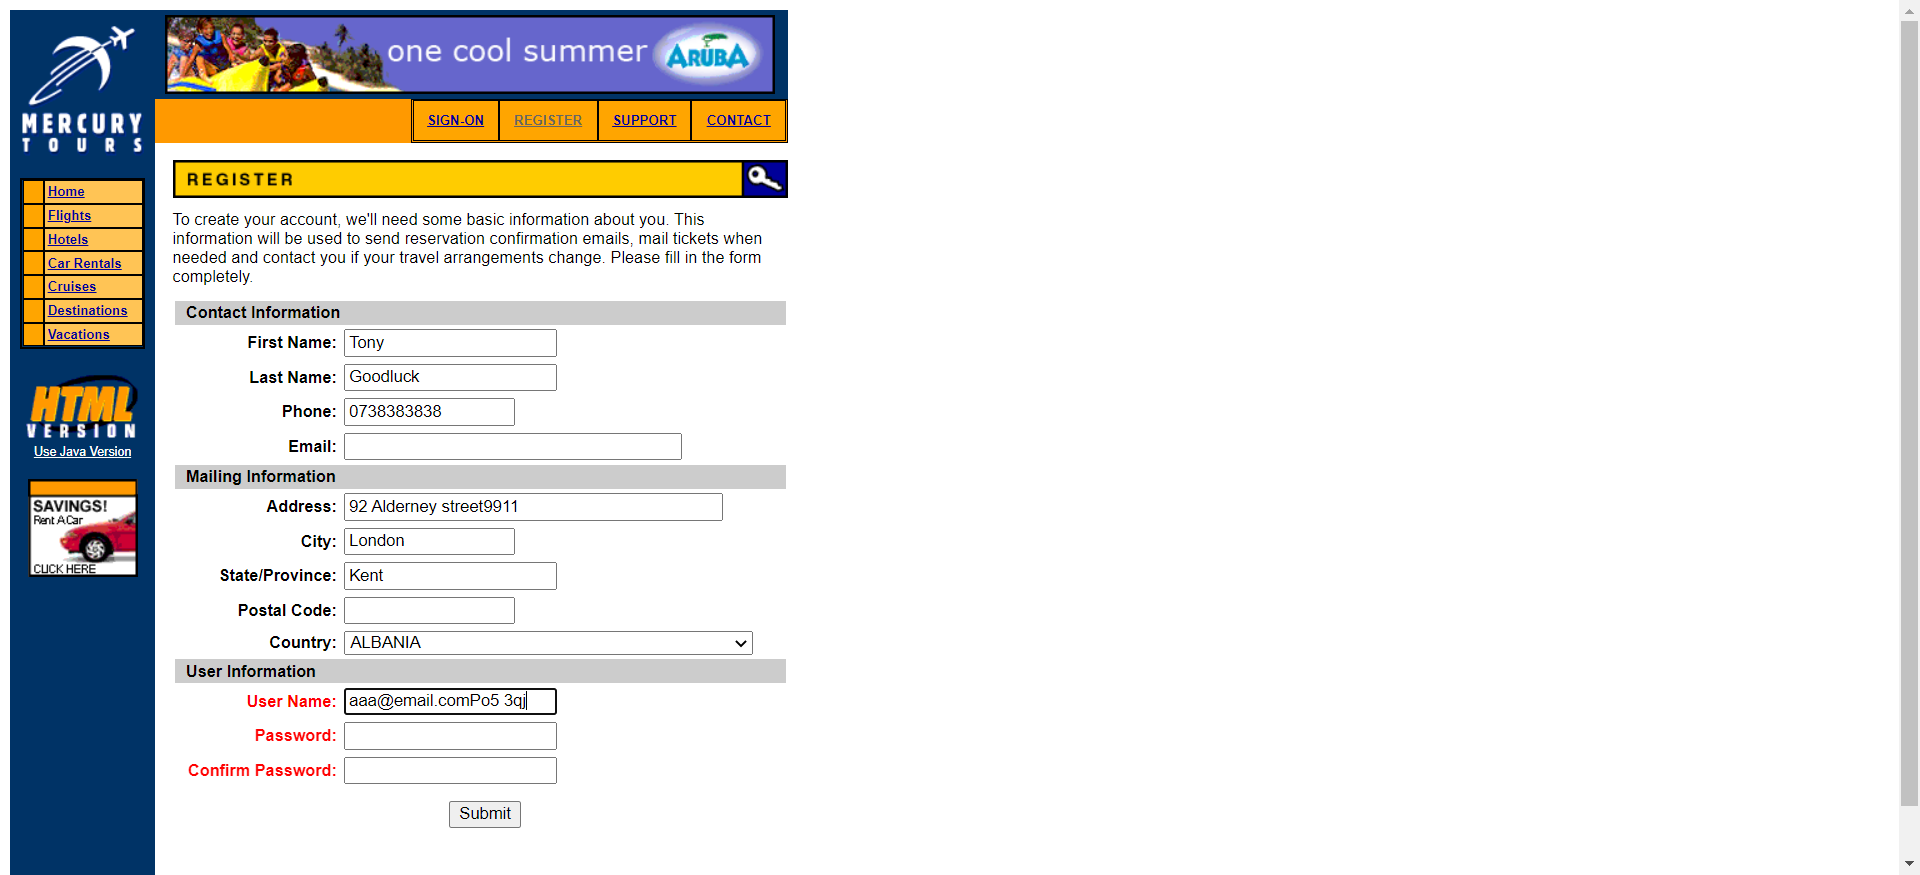 one cool summer ARUBA
MERCURY
TOURS
SIGN-ON REGISTER SUPPORT CONTACT
REGISTER
Home
Flights
Hotels
Car Rentals
Cruises
Destinations
Vacations
HTML
VERSION
Use Java Version
SAVINGS!
Rent A Car
CLICK HERE
To create your account, we'll need some basic information about you. This
information will be used to send reservation confirmation emails, mail tickets when
needed and contact you if your travel arrangements change. Please fill in the form
completely.
Contact Information
First Name: Tony
Last Name: Goodluck
Phone: 0738383838
Email:
Mailing Information
Address: 92 Alderney street9911
City: London
State/Province: Kent
Postal Code:
Country: ALBANIA
User Information
User Name: aaa@email.comPo5 3qj
Password:
Confirm Password:
Submit